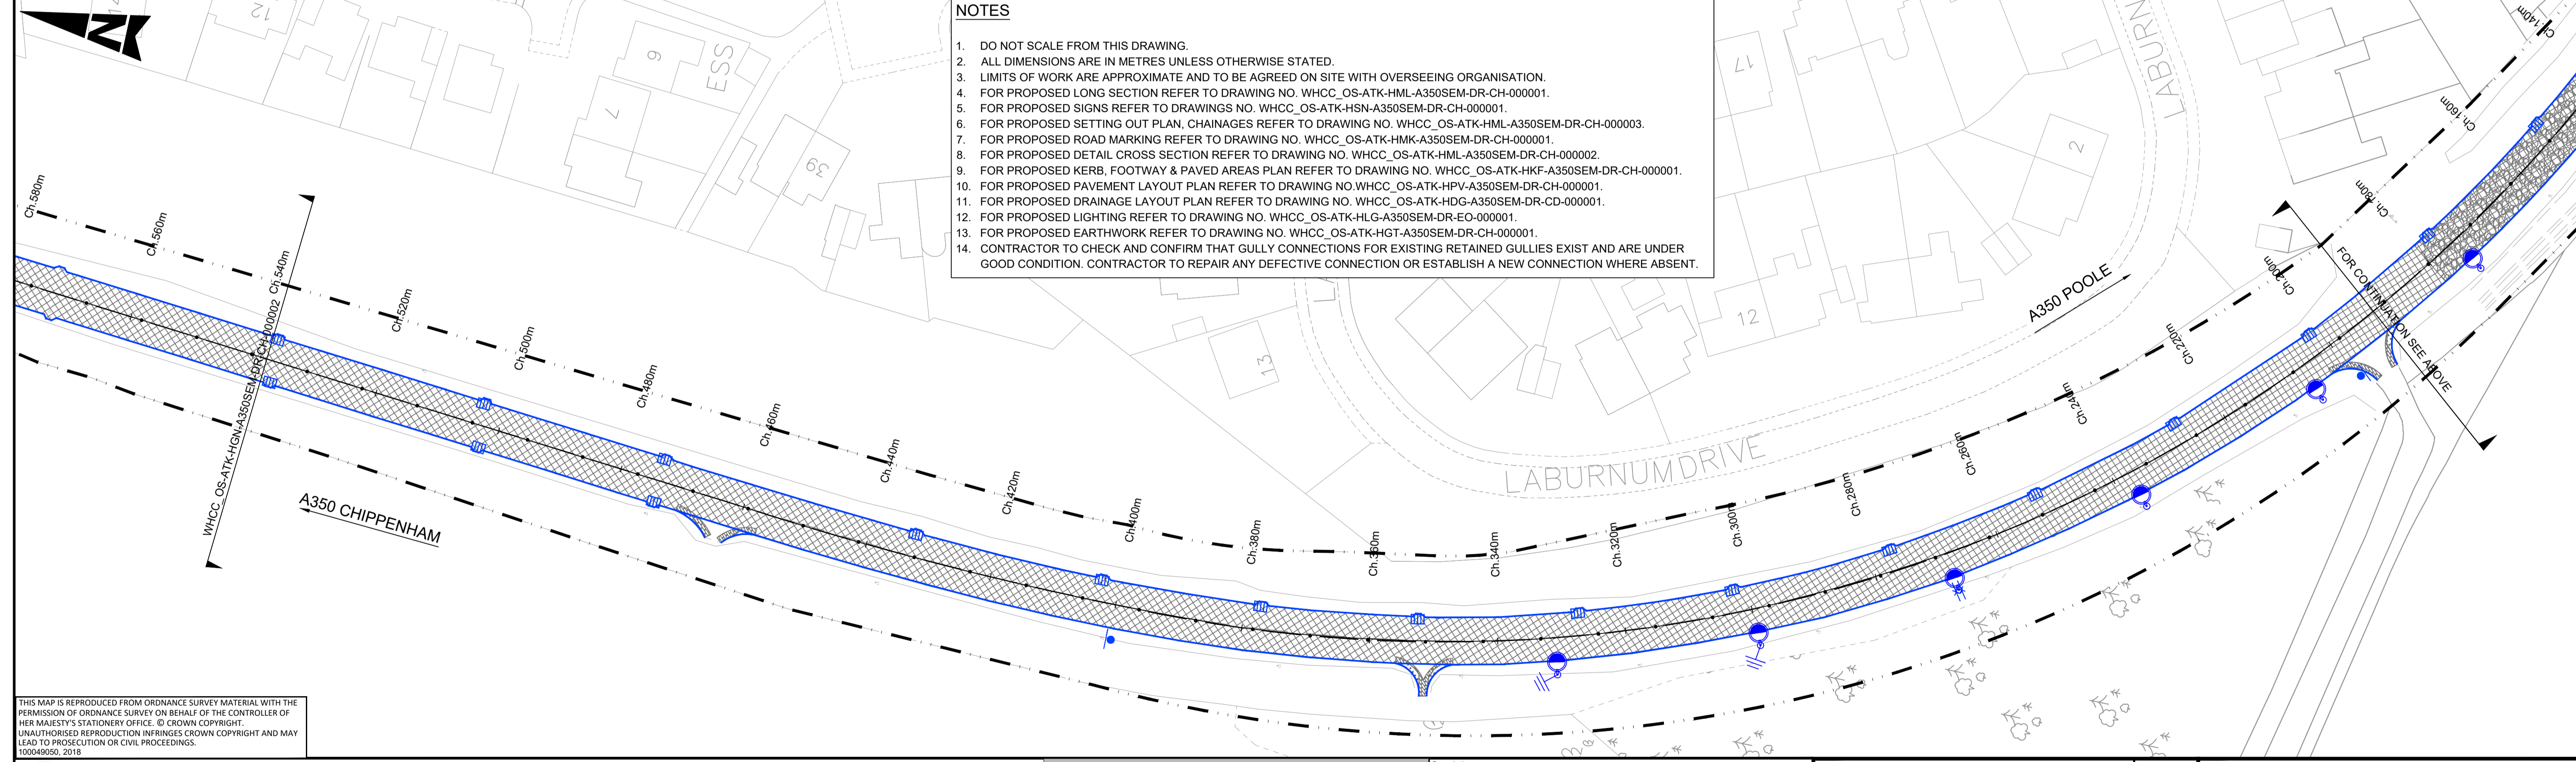 NOTES
1. DO NOT SCALE FROM THIS DRAWING.
2. ALL DIMENSIONS ARE IN METRES UNLESS OTHERWISE STATED.
3. LIMITS OF WORK ARE APPROXIMATE AND TO BE AGREED ON SITE WITH OVERSEEING ORGANISATION.
4. FOR PROPOSED LONG SECTION REFER TO DRAWING NO. WHCC_OS-ATK-HML-A350SEM-DR-CH-000001.
5. FOR PROPOSED SIGNS REFER TO DRAWINGS NO. WHCC_OS-ATK-HSN-A350SEM-DR-CH-000001.
6. FOR PROPOSED SETTING OUT PLAN, CHAINAGES REFER TO DRAWING NO. WHCC_OS-ATK-HML-A350SEM-DR-CH-000003.
7. FOR PROPOSED ROAD MARKING REFER TO DRAWING NO. WHCC_OS-ATK-HMK-A350SEM-DR-CH-000001.
8. FOR PROPOSED DETAIL CROSS SECTION REFER TO DRAWING NO. WHCC_OS-ATK-HML-A350SEM-DR-CH-000002.
9. FOR PROPOSED KERB, FOOTWAY & PAVED AREAS PLAN REFER TO DRAWING NO. WHCC_OS-ATK-HKF-A350SEM-DR-CH-000001.
10. FOR PROPOSED PAVEMENT LAYOUT PLAN REFER TO DRAWING NO.WHCC_OS-ATK-HPV-A350SEM-DR-CH-000001.
11. FOR PROPOSED DRAINAGE LAYOUT PLAN REFER TO DRAWING NO. WHCC_OS-ATK-HDG-A350SEM-DR-CD-000001.
12. FOR PROPOSED LIGHTING REFER TO DRAWING NO. WHCC_OS-ATK-HLG-A350SEM-DR-EO-000001.
13. FOR PROPOSED EARTHWORK REFER TO DRAWING NO. WHCC_OS-ATK-HGT-A350SEM-DR-CH-000001.
14. CONTRACTOR TO CHECK AND CONFIRM THAT GULLY CONNECTIONS FOR EXISTING RETAINED GULLIES EXIST AND ARE UNDER
GOOD CONDITION. CONTRACTOR TO REPAIR ANY DEFECTIVE CONNECTION OR ESTABLISH A NEW CONNECTION WHERE ABSENT.
N
12
9
7
ESS
39
17
LABURN
2
12
13
LABURNUM DRIVE
Ch.580m
Ch.560m
Ch.540m
Ch.520m
Ch.500m
Ch.480m
Ch.460m
Ch.440m
Ch.420m
Ch.400m
Ch.380m
Ch.360m
Ch.340m
Ch.320m
Ch.300m
Ch.280m
Ch.260m
Ch.240m
Ch.220m
Ch.200m
Ch.180m
Ch.160m
Ch.140m
A350 POOLE
A350 CHIPPENHAM
FOR CONTINUATION SEE ABOVE
WHCC_OS-ATK-HGN-A350SEM-DR-CH-000002
THIS MAP IS REPRODUCED FROM ORDNANCE SURVEY MATERIAL WITH THE
PERMISSION OF ORDNANCE SURVEY ON BEHALF OF THE CONTROLLER OF
HER MAJESTY'S STATIONERY OFFICE. © CROWN COPYRIGHT.
UNAUTHORISED REPRODUCTION INFRINGES CROWN COPYRIGHT AND MAY
LEAD TO PROSECUTION OR CIVIL PROCEEDINGS.
100049050, 2018